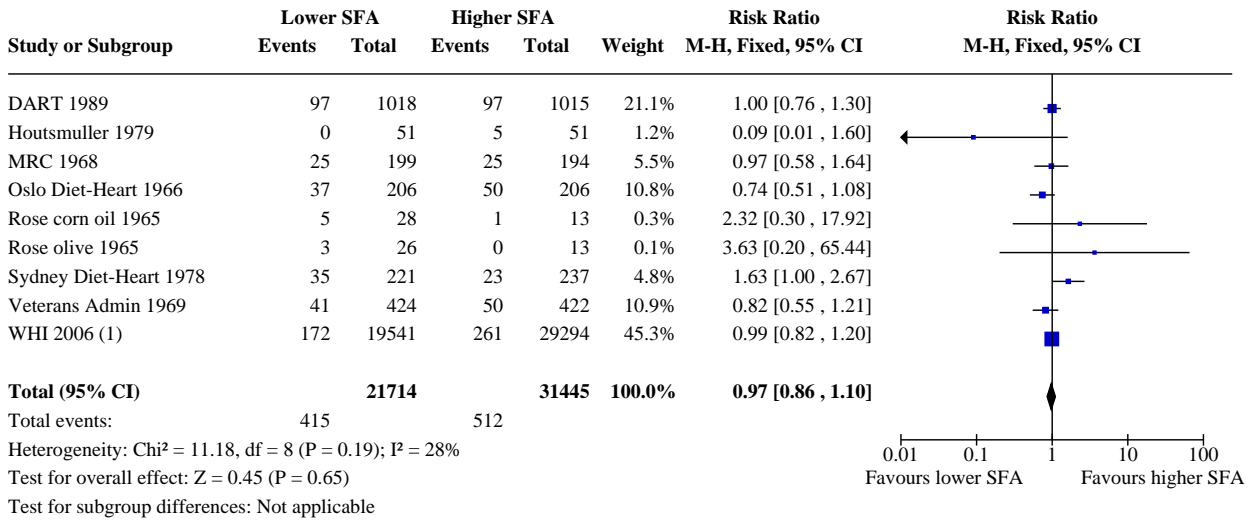 Lower SFA Higher SFA Risk Ratio Risk Ratio
Study or Subgroup Events Total Events Total Weight M-H, Fixed, 95% CI M-H, Fixed, 95% CI
DART 1989 97 1018 97 1015 21.1% 1.00 [0.76 , 1.30]
Houtsmuller 1979 0 51 5 51 1.2% 0.09 [0.01 , 1.60]
MRC 1968 25 199 25 194 5.5% 0.97 [0.58 , 1.64]
Oslo Diet-Heart 1966 37 206 50 206 10.8% 0.74 [0.51 , 1.08]
Rose corn oil 1965 5 28 1 13 0.3% 2.32 [0.30 , 17.92]
Rose olive 1965 3 26 0 13 0.1% 3.63 [0.20 , 65.44]
Sydney Diet-Heart 1978 35 221 23 237 4.8% 1.63 [1.00 , 2.67]
Veterans Admin 1969 41 424 50 422 10.9% 0.82 [0.55 , 1.21]
WHI 2006 (1) 172 19541 261 29294 45.3% 0.99 [0.82 , 1.20]
Total (95% CI) 21714 31445 100.0% 0.97 [0.86 , 1.10]
Total events: 415 512
Heterogeneity: Chi² = 11.18, df = 8 (P = 0.19); I² = 28%
0.01 0.1 1 10 100
Test for overall effect: Z = 0.45 (P = 0.65) Favours lower SFA Favours higher SFA
Test for subgroup differences: Not applicable